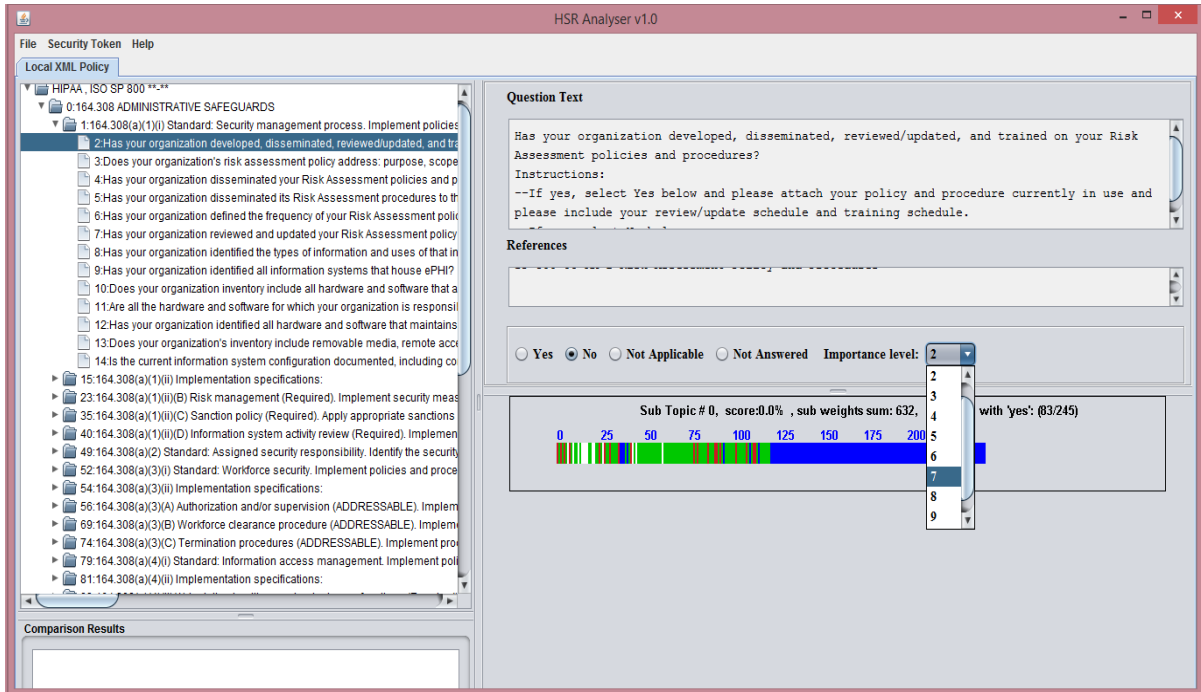 HSR Analyser v1.0
File Security Token Help
Local XML Policy
HIPAA , ISO SP 800 **-**
0:164.308 ADMINISTRATIVE SAFEGUARDS
1:164.308(a)(1)(i) Standard: Security management process. Implement policies
2:Has your organization developed, disseminated, reviewed/updated, and tra
3:Does your organization's risk assessment policy address: purpose, scope
4:Has your organization disseminated your Risk Assessment policies and p
5:Has your organization disseminated its Risk Assessment procedures to th
6:Has your organization defined the frequency of your Risk Assessment polic
7:Has your organization reviewed and updated your Risk Assessment policy
8:Has your organization identified the types of information and uses of that in
9:Has your organization identified all information systems that house ePHI?
10:Does your organization inventory include all hardware and software that a
11:Are all the hardware and software for which your organization is responsil
12:Has your organization identified all hardware and software that maintains
13:Does your organization's inventory include removable media, remote acce
14:Is the current information system configuration documented, including co
15:164.308(a)(1)(ii) Implementation specifications:
23:164.308(a)(1)(ii)(B) Risk management (Required). Implement security meas
35:164.308(a)(1)(ii)(C) Sanction policy (Required). Apply appropriate sanctions
40:164.308(a)(1)(ii)(D) Information system activity review (Required). Implemen
49:164.308(a)(2) Standard: Assigned security responsibility. Identify the security
52:164.308(a)(3)(i) Standard: Workforce security. Implement policies and proce
54:164.308(a)(3)(ii) Implementation specifications:
56:164.308(a)(3)(A) Authorization and/or supervision (ADDRESSABLE). Implem
69:164.308(a)(3)(B) Workforce clearance procedure (ADDRESSABLE). Impleme
74:164.308(a)(3)(C) Termination procedures (ADDRESSABLE). Implement pro
79:164.308(a)(4)(i) Standard: Information access management. Implement poli
81:164.308(a)(4)(ii) Implementation specifications:
Comparison Results
Question Text
Has your organization developed, disseminated, reviewed/updated, and trained on your Risk
Assessment policies and procedures?
Instructions:
--If yes, select Yes below and please attach your policy and procedure currently in use and
please include your review/update schedule and training schedule.
References
Yes No Not Applicable Not Answered Importance level: 2
2
3
4
5
6
7
8
9
Sub Topic # 0, score:0.0% , sub weights sum: 632, with 'yes': (83/245)
0 25 50 75 100 125 150 175 200